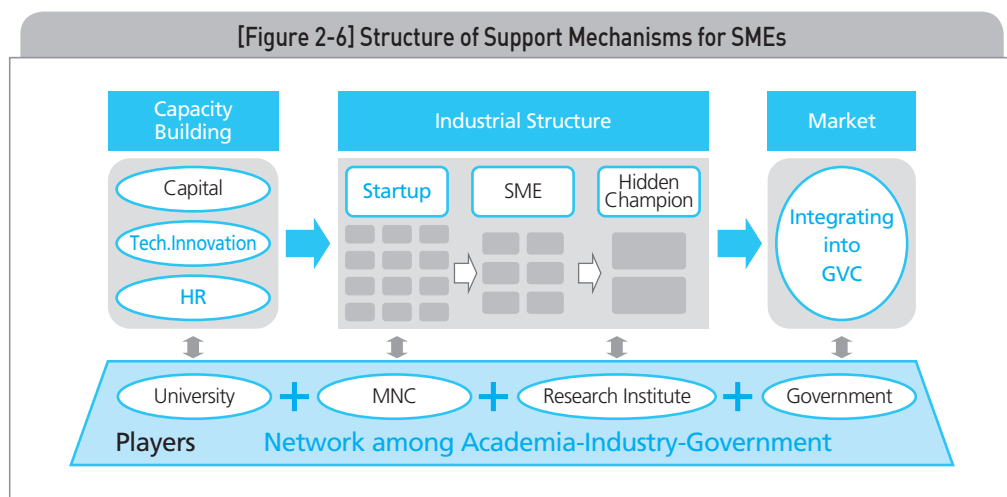 [Figure 2-6] Structure of Support Mechanisms for SMEs
Capacity
Building
Industrial Structure
Market
Capital
Tech.Innovation
HR
Startup
SME
Hidden
Champion
Integrating
into
GVC
University
+
MNC
+
Research Institute
+
Government
Players
Network among Academia-Industry-Government